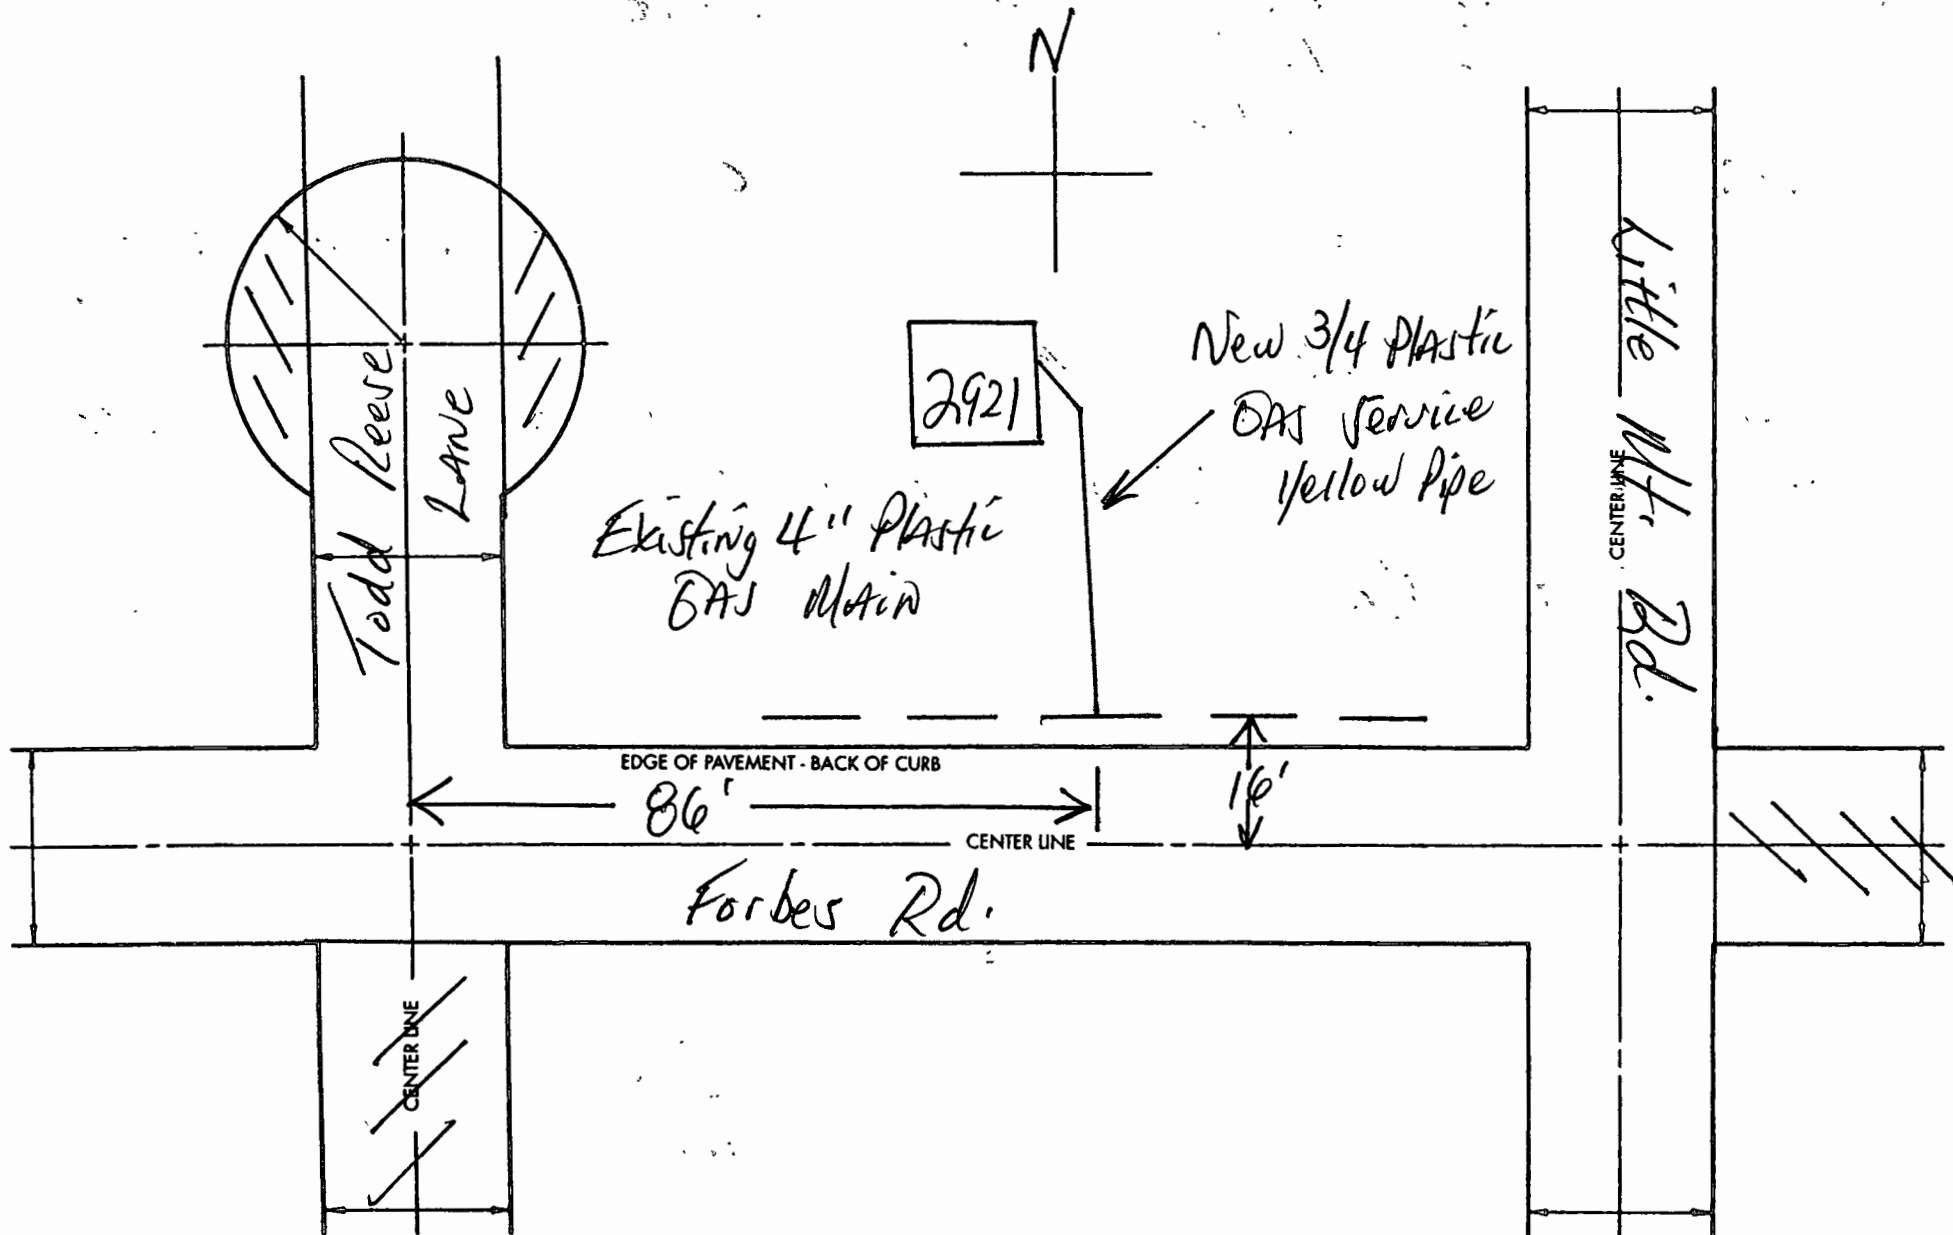 N
2921
New 3/4 Plastic
GAS Service
Yellow Pipe
Todd Reese
Lane
Existing 4" Plastic
GAS Main
Little Mt. Rd.
CENTER LINE
EDGE OF PAVEMENT - BACK OF CURB
86'
16'
CENTER LINE
Forbes Rd.
CENTER LINE